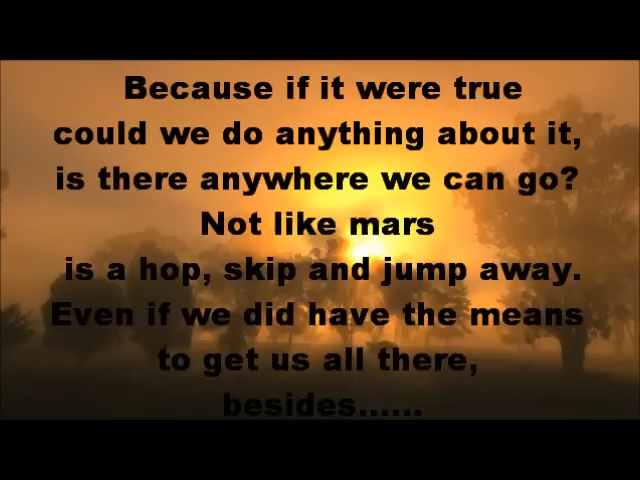 Because if it were true
could we do anything about it,
is there anywhere we can go?
Not like mars
is a hop, skip and jump away.
Even if we did have the means
to get us all there,
besides......